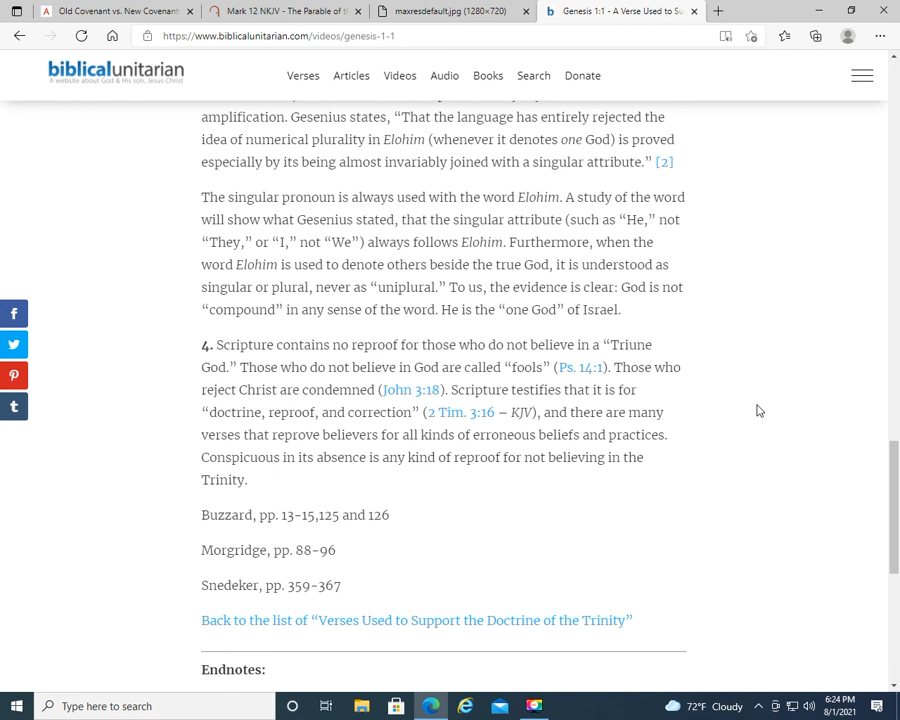 Old Covenant vs. New Covenant
Mark 12 NKJV - The Parable of th
maxresdefault.jpg (1280×720)
Genesis 1:1 - A Verse Used to Su
https://www.biblicalunitarian.com/videos/genesis-1-1
biblicalunitarian
A website about God & His son, Jesus Christ
Verses Articles Videos Audio Books Search Donate
amplification. Gesenius states, “That the language has entirely rejected the
idea of numerical plurality in Elohim (whenever it denotes one God) is proved
especially by its being almost invariably joined with a singular attribute.” [2]
The singular pronoun is always used with the word Elohim. A study of the word
will show what Gesenius stated, that the singular attribute (such as “He,” not
“They,” or “I,” not “We”) always follows Elohim. Furthermore, when the
word Elohim is used to denote others beside the true God, it is understood as
singular or plural, never as “uniplural.” To us, the evidence is clear: God is not
“compound” in any sense of the word. He is the “one God” of Israel.
4. Scripture contains no reproof for those who do not believe in a “Triune
God.” Those who do not believe in God are called “fools” (Ps. 14:1). Those who
reject Christ are condemned (John 3:18). Scripture testifies that it is for
“doctrine, reproof, and correction” (2 Tim. 3:16 – KJV), and there are many
verses that reprove believers for all kinds of erroneous beliefs and practices.
Conspicuous in its absence is any kind of reproof for not believing in the
Trinity.
Buzzard, pp. 13-15,125 and 126
Morgridge, pp. 88-96
Snedeker, pp. 359-367
Back to the list of “Verses Used to Support the Doctrine of the Trinity”
Endnotes:
Type here to search
72°F Cloudy
6:24 PM
8/1/2021